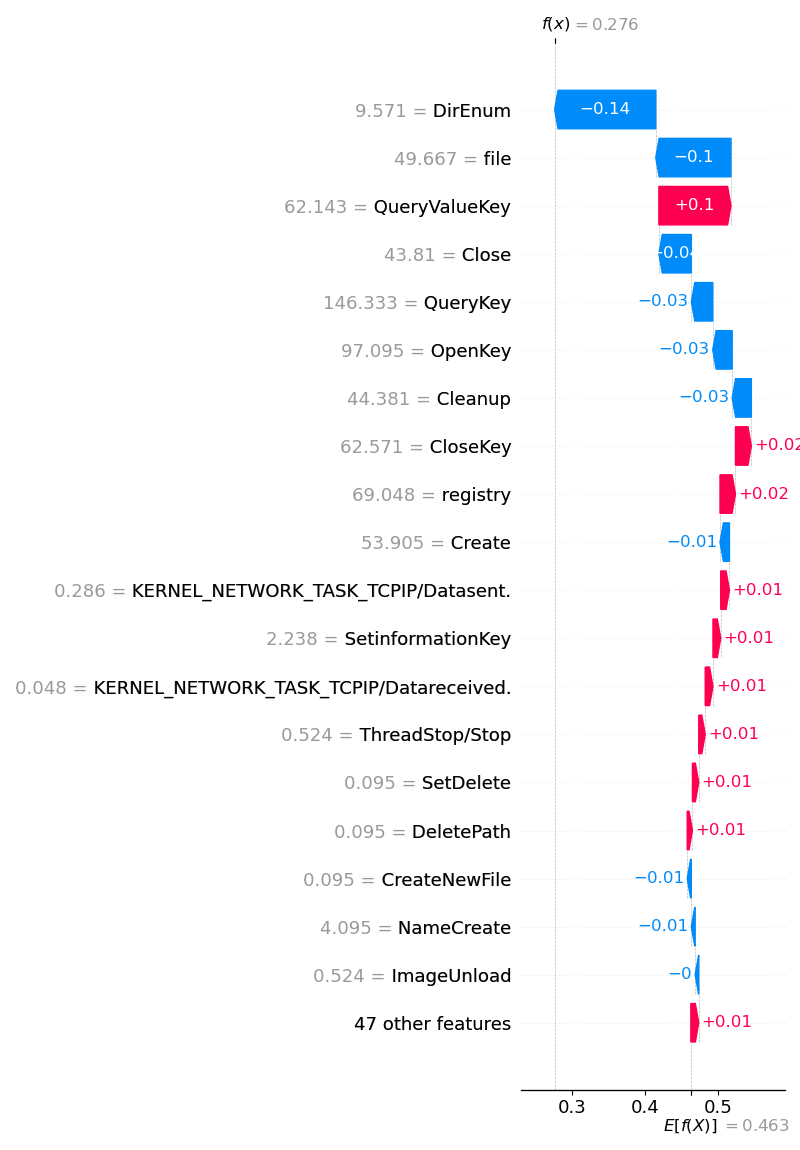 f(x) = 0.276
9.571 = DirEnum −0.14
49.667 = file −0.1
62.143 = QueryValueKey +0.1
43.81 = Close −0.04
146.333 = QueryKey −0.03
97.095 = OpenKey −0.03
44.381 = Cleanup −0.03
62.571 = CloseKey +0.02
69.048 = registry +0.02
53.905 = Create −0.01
0.286 = KERNEL_NETWORK_TASK_TCPIP/Datasent. +0.01
2.238 = SetinformationKey +0.01
0.048 = KERNEL_NETWORK_TASK_TCPIP/Datareceived. +0.01
0.524 = ThreadStop/Stop +0.01
0.095 = SetDelete +0.01
0.095 = DeletePath +0.01
0.095 = CreateNewFile −0.01
4.095 = NameCreate −0.01
0.524 = ImageUnload −0
47 other features +0.01
0.3 0.4 0.5
E[f(X)] = 0.463